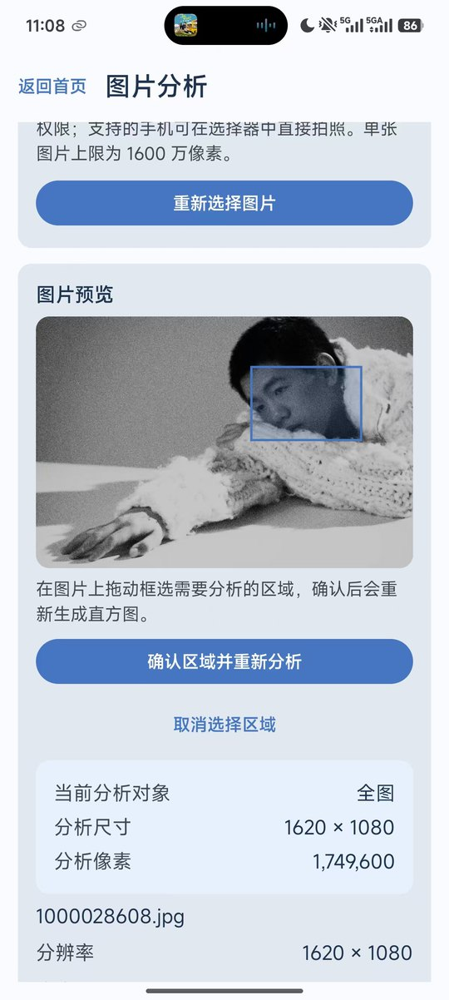 11:08
5G 5GA 86
返回首页 图片分析
权限；支持的手机可在选择器中直接拍照。单张
图片上限为 1600 万像素。
重新选择图片
图片预览
在图片上拖动框选需要分析的区域，确认后会重
新生成直方图。
确认区域并重新分析
取消选择区域
当前分析对象 全图
分析尺寸 1620 × 1080
分析像素 1,749,600
1000028608.jpg
分辨率 1620 × 1080